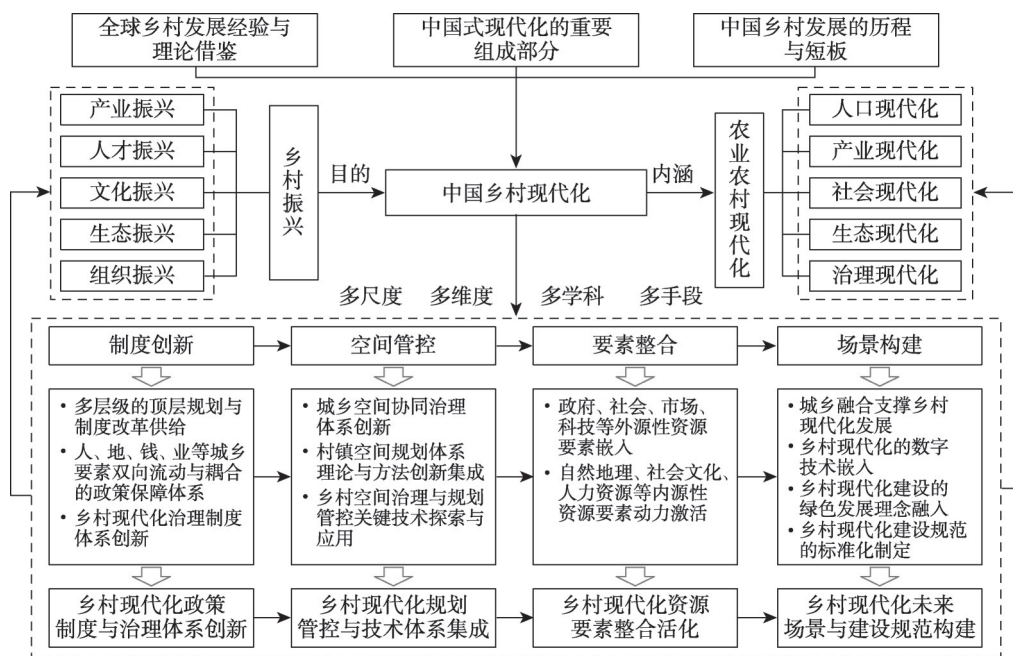 全球乡村发展经验与
理论借鉴
中国式现代化的重要
组成部分
中国乡村发展的历程
与短板
产业振兴
人才振兴
文化振兴
生态振兴
组织振兴
乡村振兴
目的
中国乡村现代化
内涵
农业农村现代化
人口现代化
产业现代化
社会现代化
生态现代化
治理现代化
多尺度 多维度 多学科 多手段
制度创新
空间管控
要素整合
场景构建
• 多层级的顶层规划与
制度改革供给
• 人、地、钱、业等城乡
要素双向流动与耦合
的政策保障体系
• 乡村现代化治理制度
体系创新
• 城乡空间协同治理
体系创新
• 村镇空间规划体系
理论与方法创新集成
• 乡村空间治理与规划
管控关键技术探索与
应用
• 政府、社会、市场、
科技等外源性资源
要素嵌入
• 自然地理、社会文化、
人力资源等内源性
资源要素动力激活
• 城乡融合支撑乡村
现代化发展
• 乡村现代化的数字
技术嵌入
• 乡村现代化建设的
绿色发展理念融入
• 乡村现代化建设规范
的标准化制定
乡村现代化政策
制度与治理体系创新
乡村现代化规划
管控与技术体系集成
乡村现代化资源
要素整合活化
乡村现代化未来
场景与建设规范构建